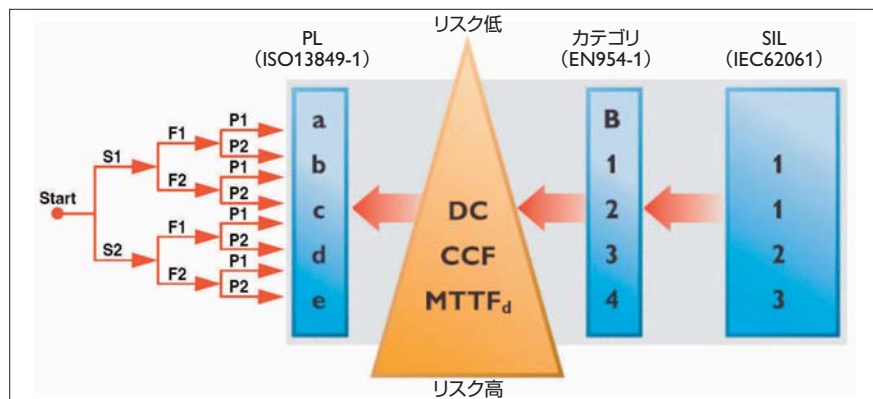 リスク低
PL
（ISO13849-1）
カテゴリ
（EN954-1）
SIL
（IEC62061）
Start
S1
S2
F1
F2
F1
F2
P1
P2
P1
P2
P1
P2
P1
P2
a
b
c
d
e
DC
CCF
MTTFd
B
1
2
3
4
1
1
2
3
リスク高